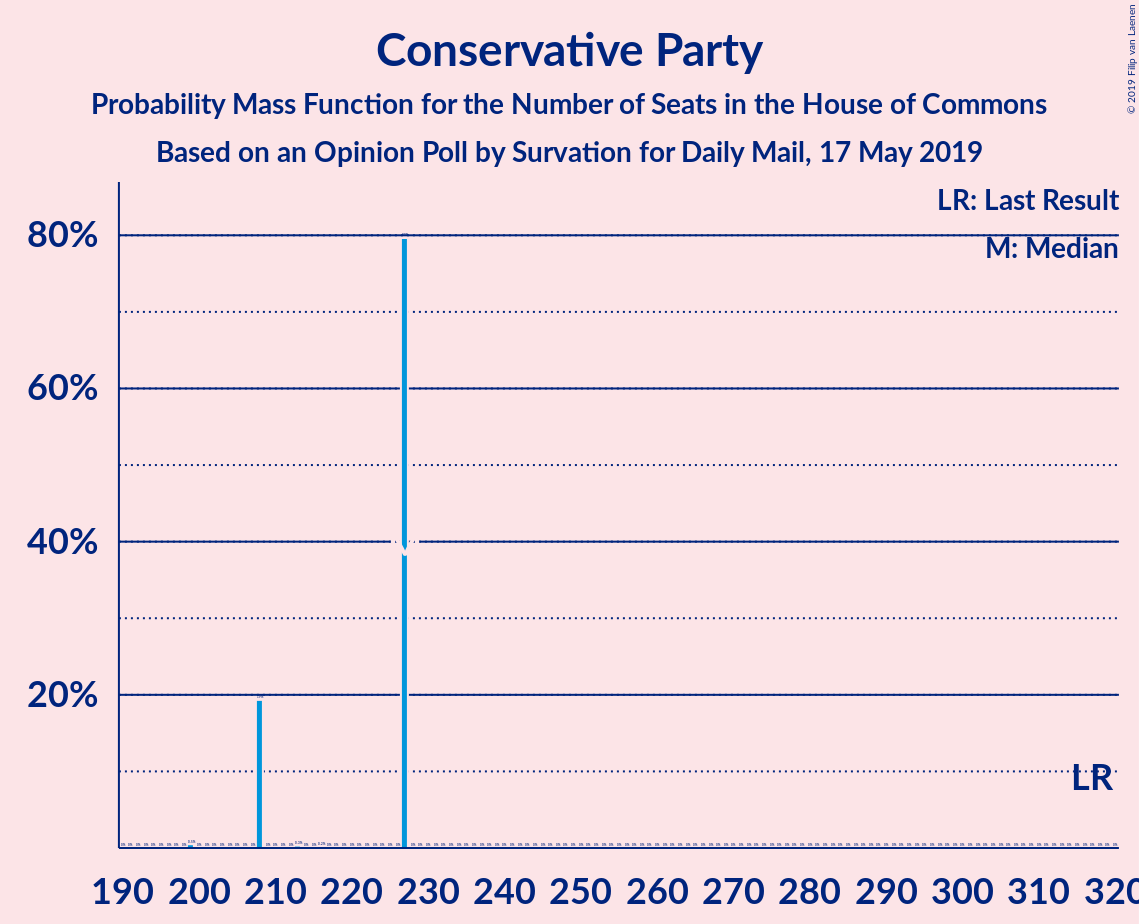 Conservative Party
Probability Mass Function for the Number of Seats in the House of Commons
Based on an Opinion Poll by Survation for Daily Mail, 17 May 2019
© 2019 Filip van Laenen
LR: Last Result
M: Median
80%
60%
40%
20%
LR
190 200 210 220 230 240 250 260 270 280 290 300 310 320